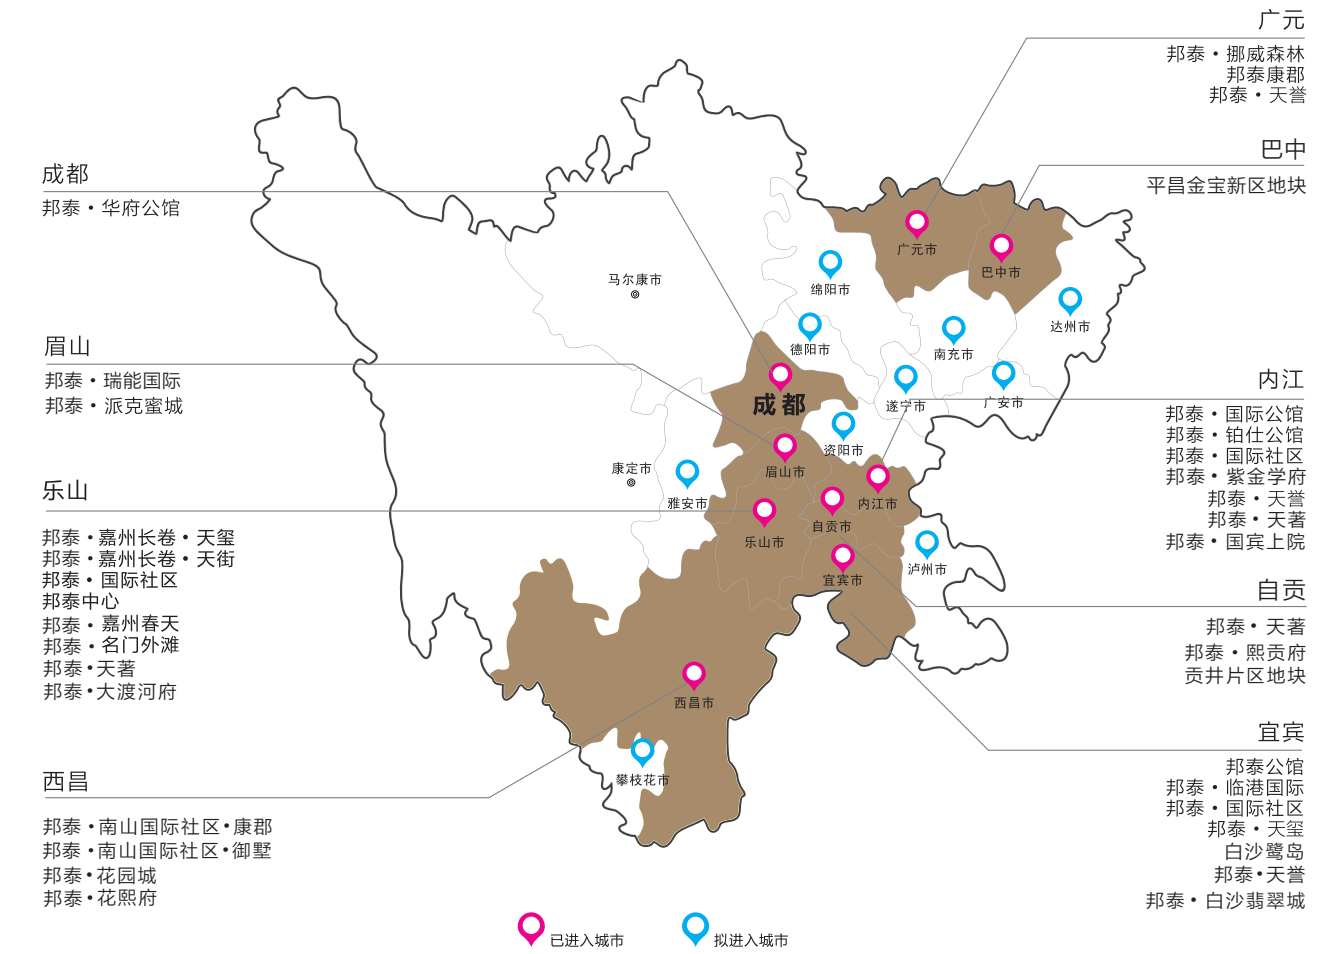 成都
邦泰・华府公馆
眉山
邦泰・瑞能国际
邦泰・派克蜜城
乐山
邦泰・嘉州长卷・天玺
邦泰・嘉州长卷・天街
邦泰・国际社区
邦泰中心
邦泰・嘉州春天
邦泰・名门外滩
邦泰・天著
邦泰・大渡河府
西昌
邦泰・南山国际社区・康郡
邦泰・南山国际社区・御墅
邦泰・花园城
邦泰・花熙府
广元
邦泰・挪威森林
邦泰康郡
邦泰・天誉
巴中
平昌金宝新区地块
内江
邦泰・国际公馆
邦泰・铂仕公馆
邦泰・国际社区
邦泰・紫金学府
邦泰・天誉
邦泰・天著
邦泰・国宾上院
自贡
邦泰・天著
邦泰・熙贡府
贡井片区地块
宜宾
邦泰公馆
邦泰・临港国际
邦泰・国际社区
邦泰・天玺
白沙鹭岛
邦泰・天誉
邦泰・白沙翡翠城
广元市
巴中市
马尔康市
绵阳市
达州市
德阳市
南充市
成都
遂宁市
广安市
资阳市
康定市
眉山市
雅安市
内江市
自贡市
乐山市
泸州市
宜宾市
西昌市
攀枝花市
已进入城市
拟进入城市